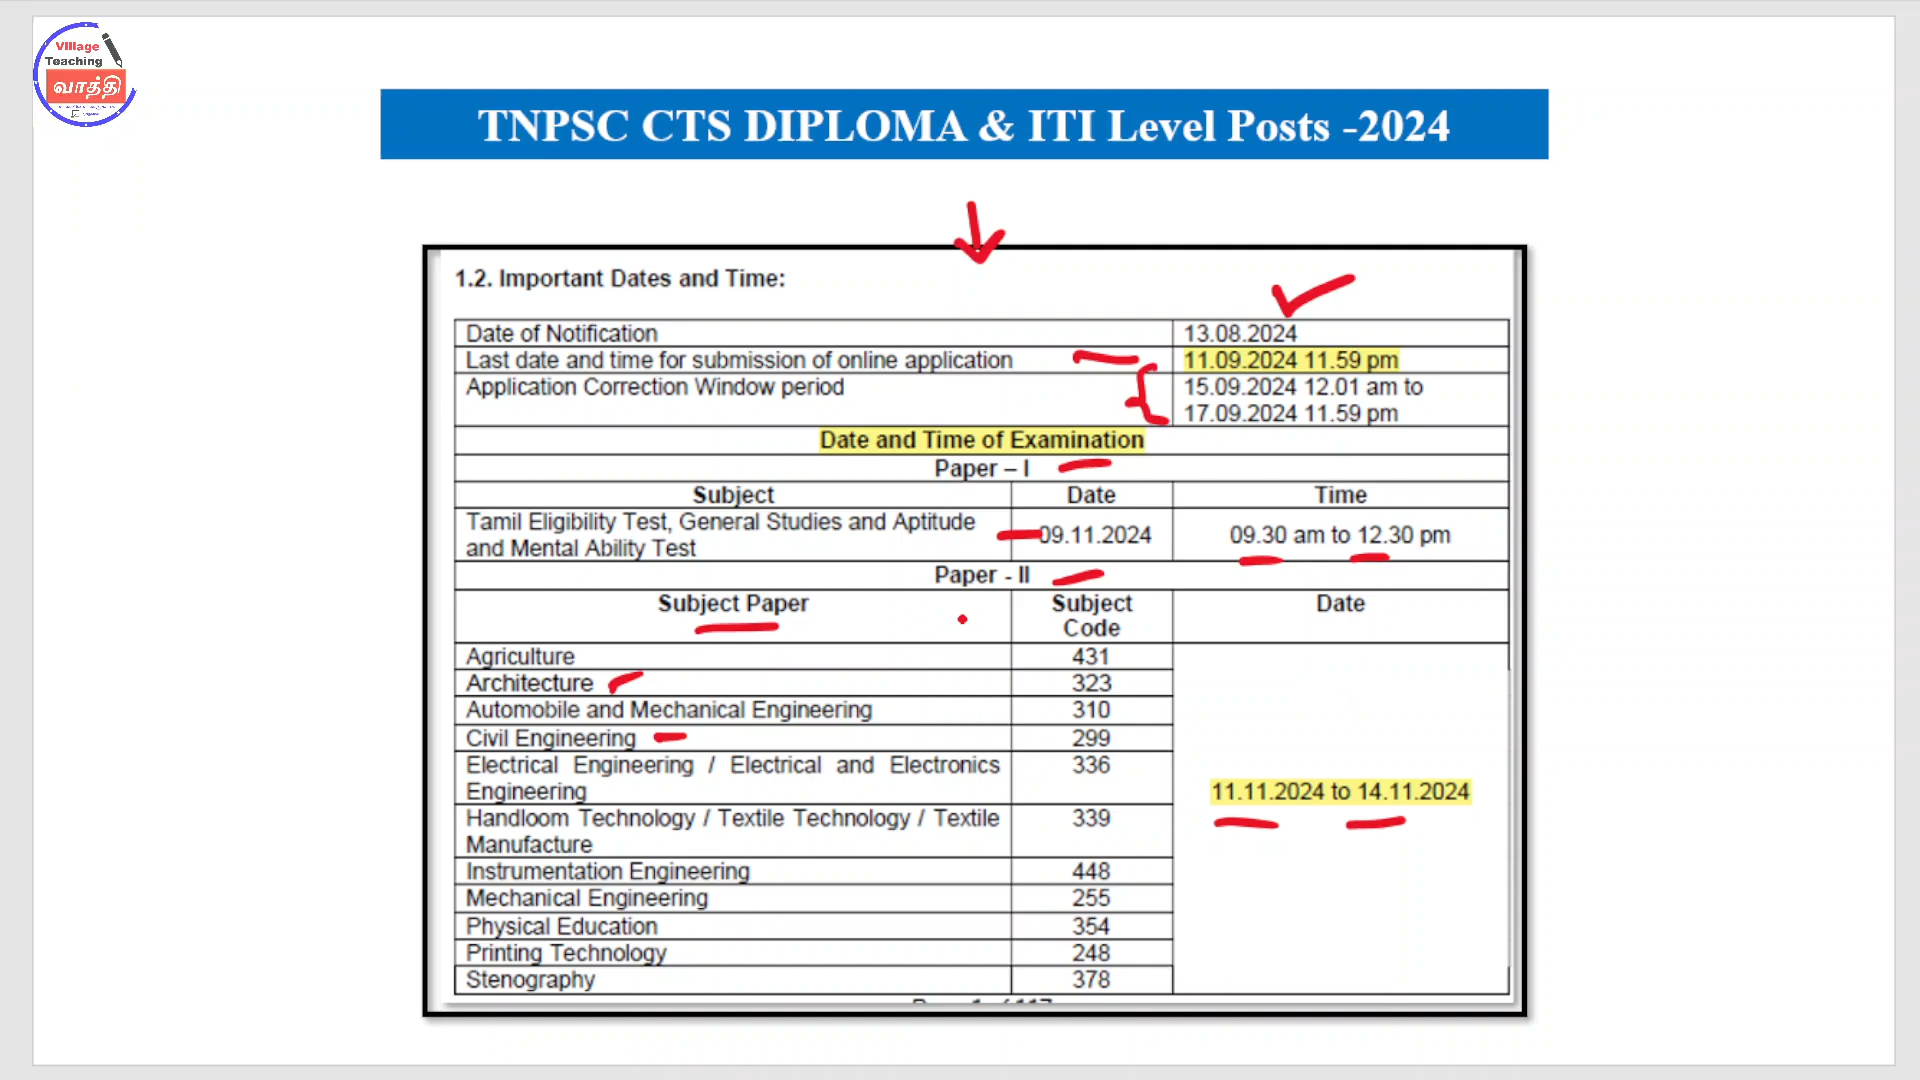 Village
Teaching
வாத்தி
TNPSC CTS DIPLOMA & ITI Level Posts -2024
1.2. Important Dates and Time:
Date of Notification 13.08.2024
Last date and time for submission of online application 11.09.2024 11.59 pm
Application Correction Window period 15.09.2024 12.01 am to
17.09.2024 11.59 pm
Date and Time of Examination
Paper – I
Subject Date Time
Tamil Eligibility Test, General Studies and Aptitude
and Mental Ability Test 09.11.2024 09.30 am to 12.30 pm
Paper - II
Subject Paper Subject Code Date
Agriculture 431
Architecture 323
Automobile and Mechanical Engineering 310
Civil Engineering 299
Electrical Engineering / Electrical and Electronics 336
Engineering 11.11.2024 to 14.11.2024
Handloom Technology / Textile Technology / Textile 339
Manufacture
Instrumentation Engineering 448
Mechanical Engineering 255
Physical Education 354
Printing Technology 248
Stenography 378